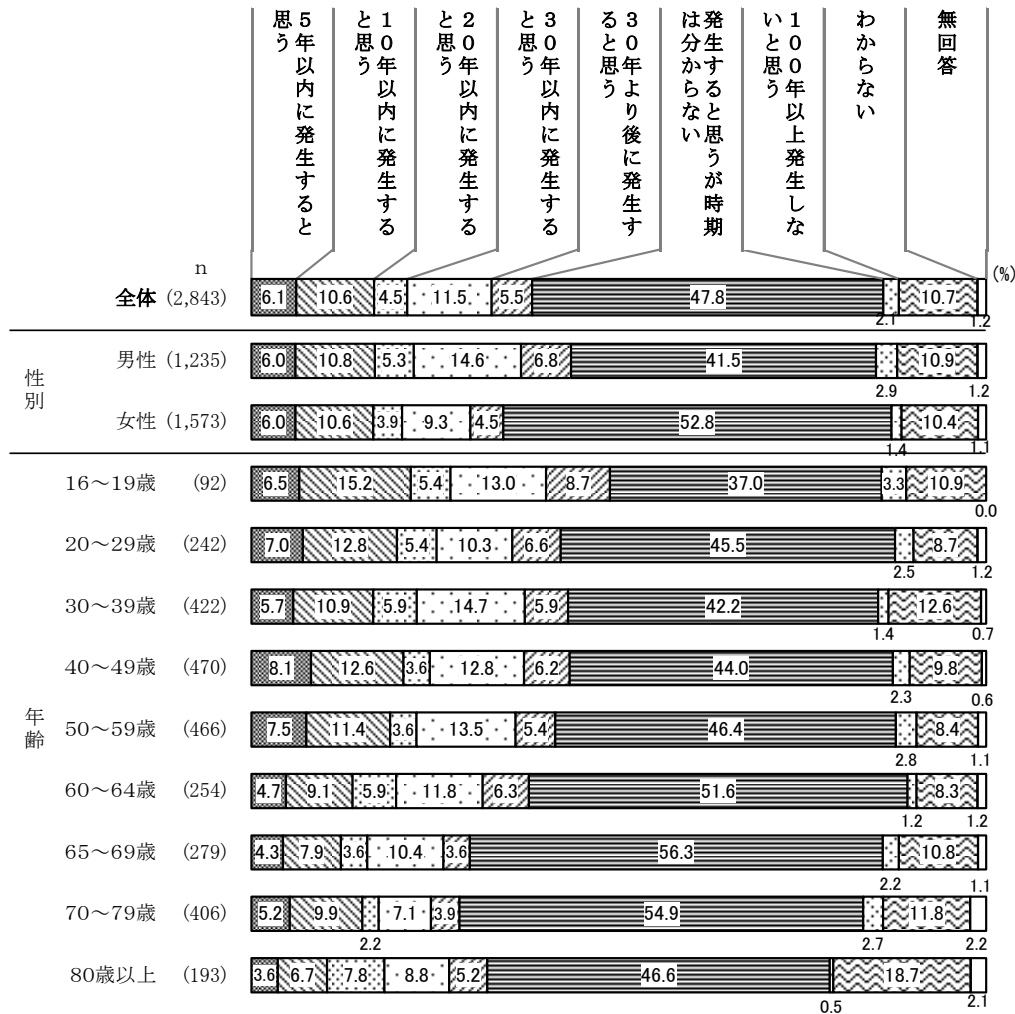 ５年以内に発生すると
思う
１０年以内に発生する
と思う
２０年以内に発生する
と思う
３０年以内に発生する
と思う
３０年より後に発生す
ると思う
発生すると思うが時期
は分からない
１００年以上発生しな
いと思う
わからない
無回答
n
(%)
全体 (2,843) 6.1 10.6 4.5 11.5 5.5 47.8 2.1 10.7 1.2
性別
男性 (1,235) 6.0 10.8 5.3 14.6 6.8 41.5 2.9 10.9 1.2
女性 (1,573) 6.0 10.6 3.9 9.3 4.5 52.8 1.4 10.4 1.1
年齢
16～19歳 (92) 6.5 15.2 5.4 13.0 8.7 37.0 3.3 10.9 0.0
20～29歳 (242) 7.0 12.8 5.4 10.3 6.6 45.5 2.5 8.7 1.2
30～39歳 (422) 5.7 10.9 5.9 14.7 5.9 42.2 1.4 12.6 0.7
40～49歳 (470) 8.1 12.6 3.6 12.8 6.2 44.0 2.3 9.8 0.6
50～59歳 (466) 7.5 11.4 3.6 13.5 5.4 46.4 2.8 8.4 1.1
60～64歳 (254) 4.7 9.1 5.9 11.8 6.3 51.6 1.2 8.3 1.2
65～69歳 (279) 4.3 7.9 3.6 10.4 3.6 56.3 2.2 10.8 1.1
70～79歳 (406) 5.2 9.9 2.2 7.1 3.9 54.9 2.7 11.8 2.2
80歳以上 (193) 3.6 6.7 7.8 8.8 5.2 46.6 0.5 18.7 2.1